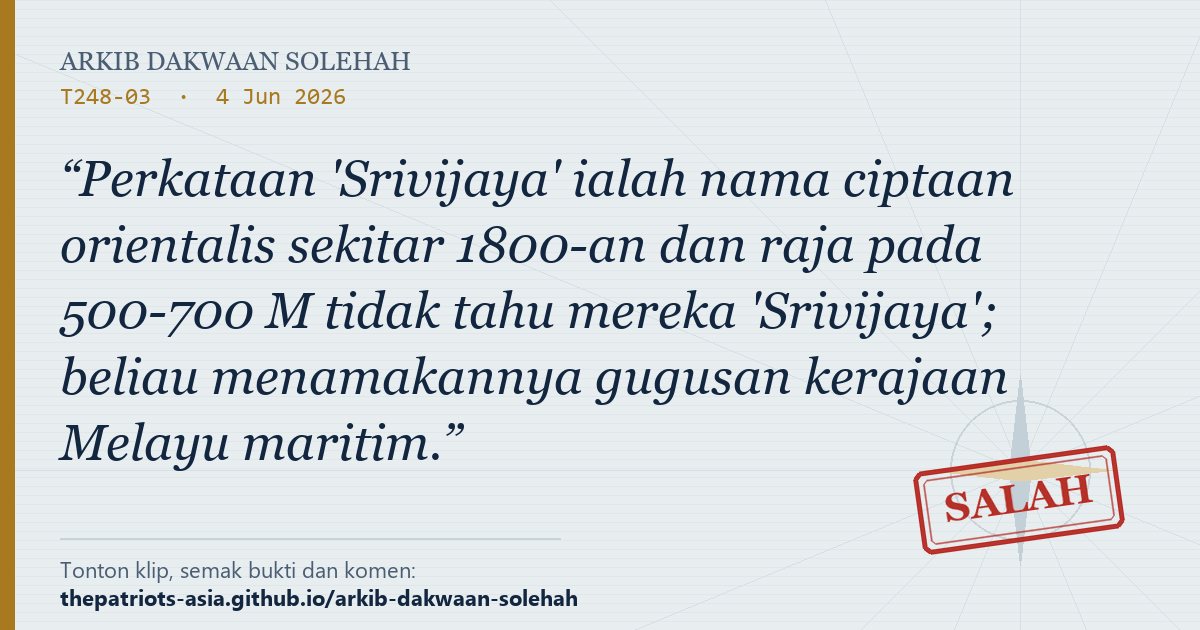 ARKIB DAKWAAN SOLEHAH
T248-03 · 4 Jun 2026
“Perkataan 'Srivijaya' ialah nama ciptaan
orientalis sekitar 1800-an dan raja pada
500-700 M tidak tahu mereka 'Srivijaya';
beliau menamakannya gugusan kerajaan
Melayu maritim.”
SALAH
Tonton klip, semak bukti dan komen:
thepatriots-asia.github.io/arkib-dakwaan-solehah